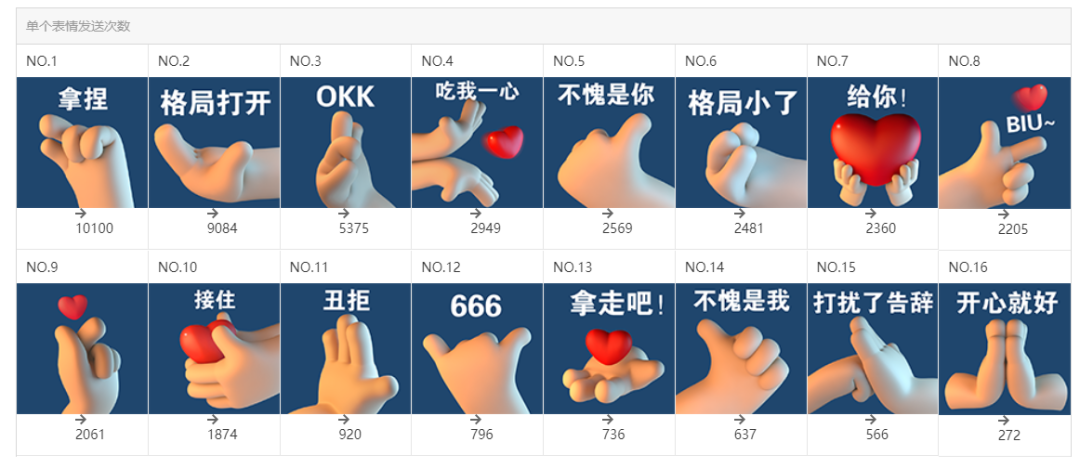 单个表情发送次数
NO.1 NO.2 NO.3 NO.4 NO.5 NO.6 NO.7 NO.8
拿捏 格局打开 OKK 吃我一心 不愧是你 格局小了 给你! BIU~
10100 9084 5375 2949 2569 2481 2360 2205
NO.9 NO.10 NO.11 NO.12 NO.13 NO.14 NO.15 NO.16
接住 丑拒 666 拿走吧! 不愧是我 打扰了告辞 开心就好
2061 1874 920 796 736 637 566 272